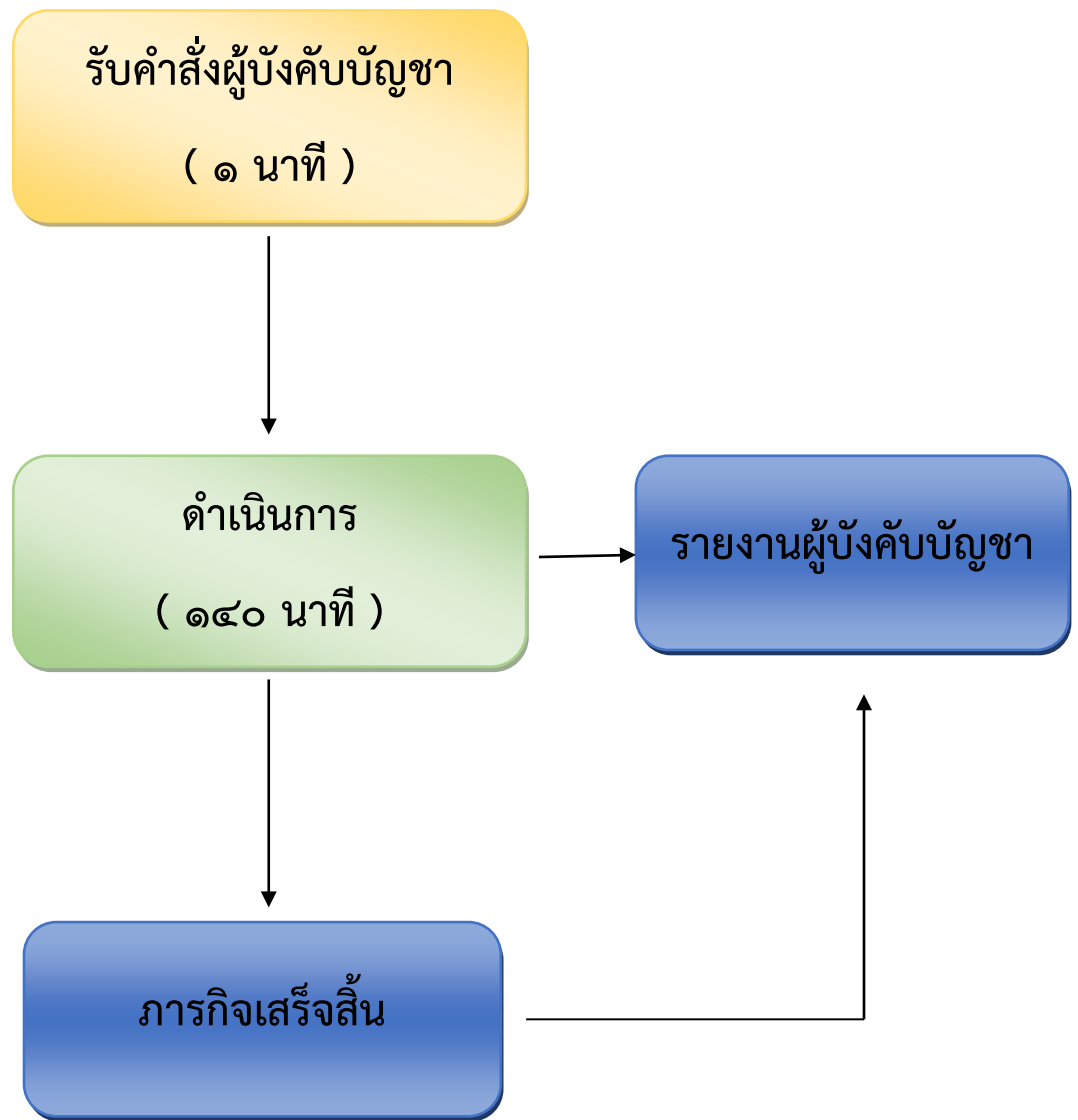 รับคำสั่งผู้บังคับบัญชา
( ๑ นาที )
ดำเนินการ
( ๑๔๐ นาที )
รายงานผู้บังคับบัญชา
ภารกิจเสร็จสิ้น